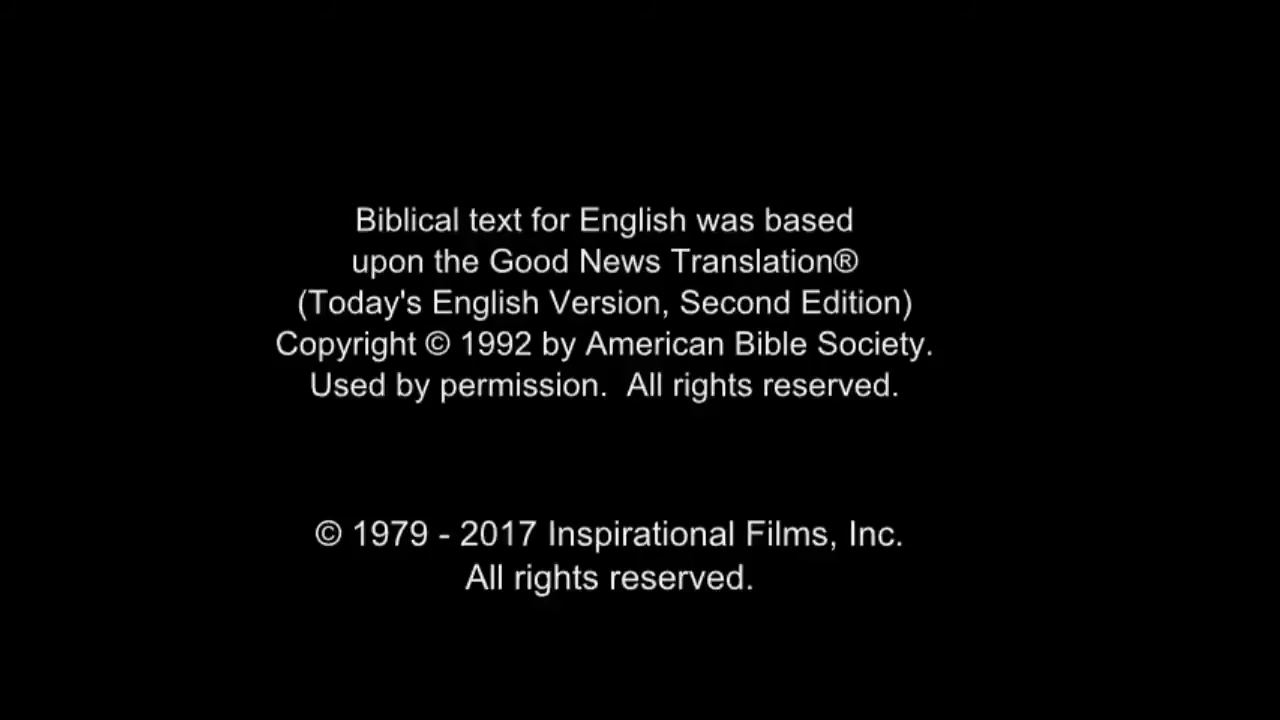 Biblical text for English was based
upon the Good News Translation®
(Today's English Version, Second Edition)
Copyright © 1992 by American Bible Society.
Used by permission.  All rights reserved.
© 1979 - 2017 Inspirational Films, Inc.
All rights reserved.